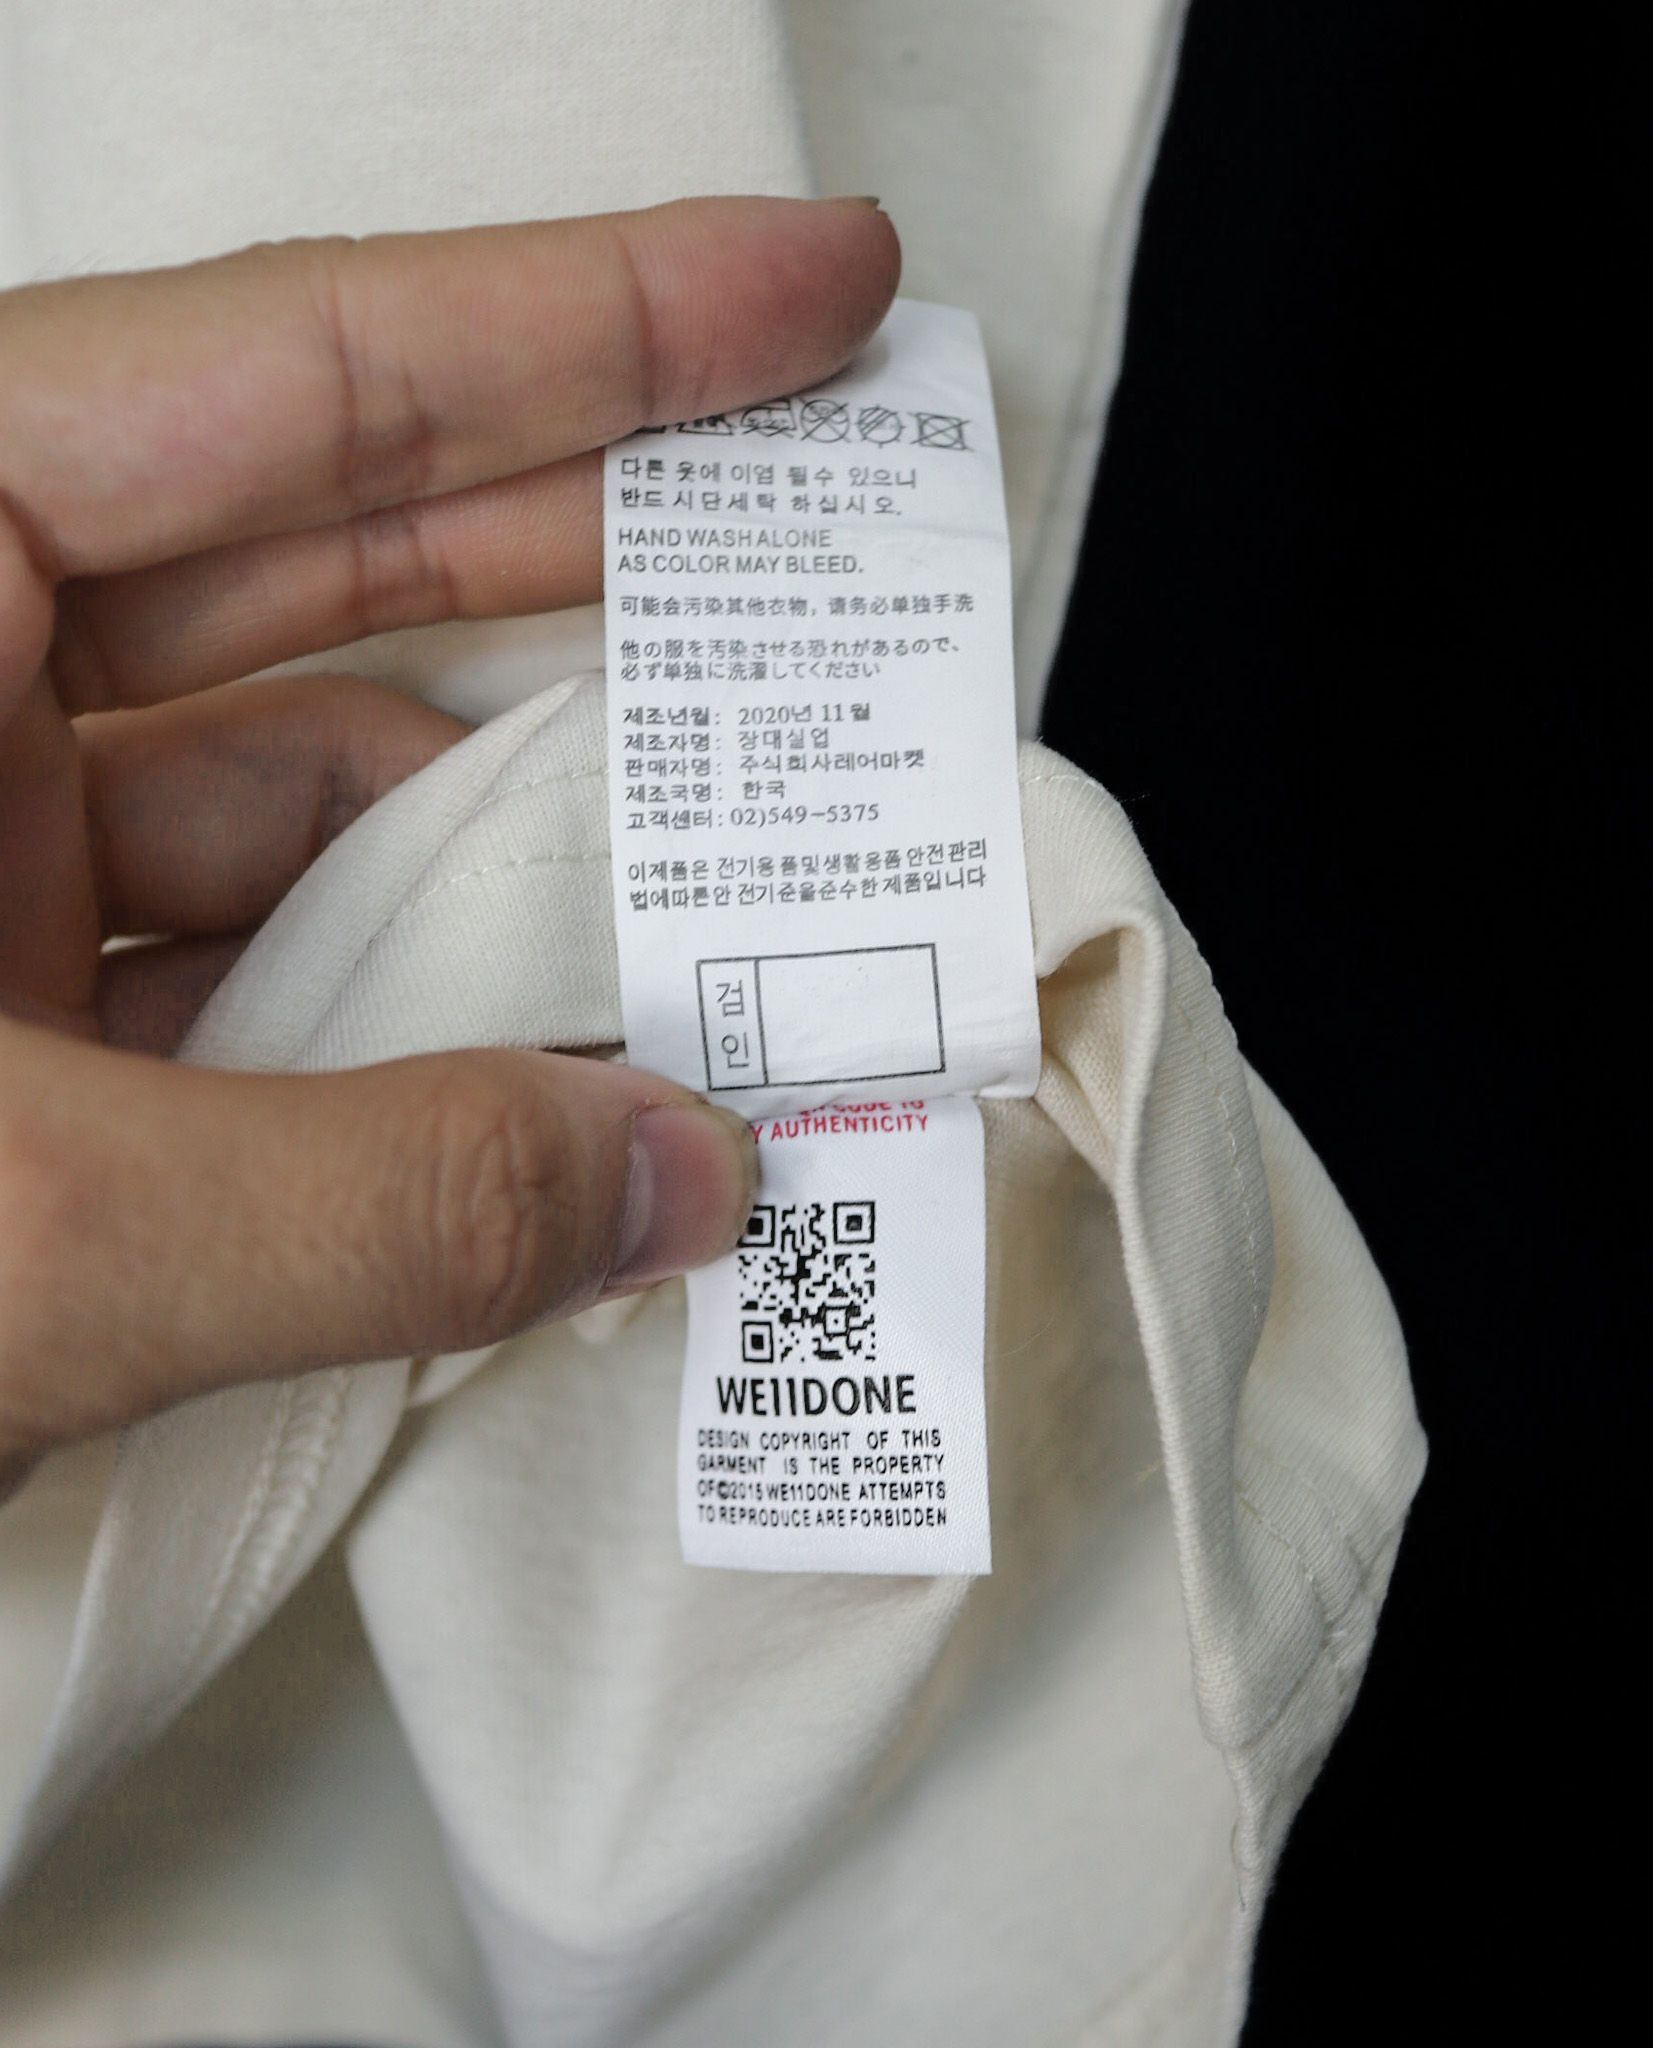 다른 옷에 이염 될수 있으니
반드시 단세탁 하십시오.
HAND WASH ALONE
AS COLOR MAY BLEED.
可能会污染其他衣物，请务必单独手洗
他の服を汚染させる恐れがあるので、
必ず単独に洗濯してください
제조년월: 2020년 11월
제조자명: 장대실업
판매자명: 주식회사레어마켓
제조국명: 한국
고객센터: 02)549-5375
이제품은 전기용품및생활용품안전관리
법에따른안전기준을준수한제품입니다
검
인
CODE TO
AUTHENTICITY
WE11DONE
DESIGN COPYRIGHT OF THIS
GARMENT IS THE PROPERTY
OF©2015 WE11DONE ATTEMPTS
TO REPRODUCE ARE FORBIDDEN